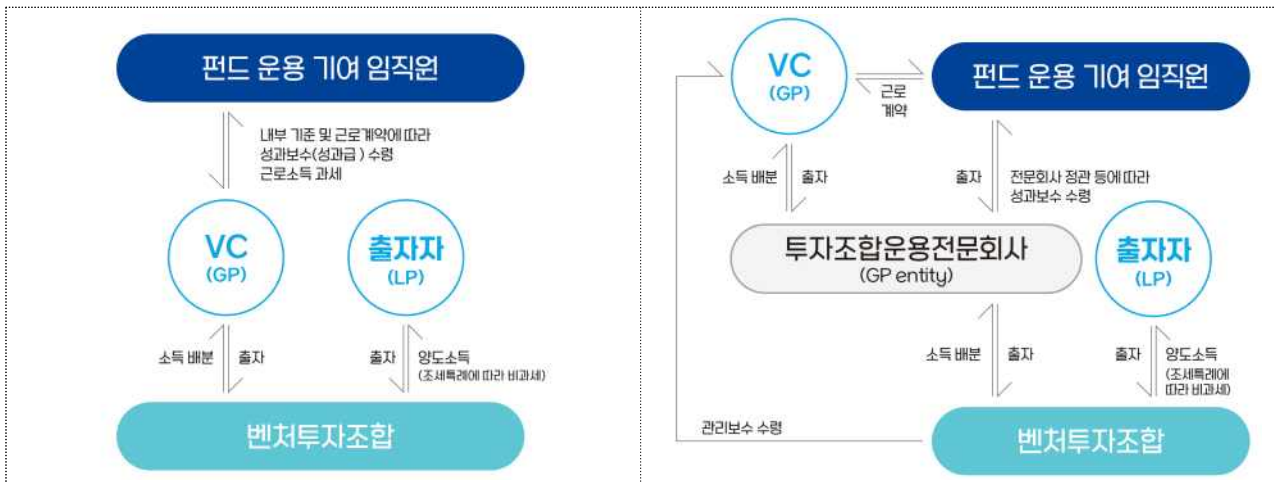 펀드 운용 기여 임직원
내부 기준 및 근로계약에 따라
성과보수(성과급) 수령
근로소득 과세
VC
(GP)
출자자
(LP)
소득 배분
출자
출자
양도소득
(조세특례에 따라 비과세)
벤처투자조합
VC
(GP)
근로
계약
펀드 운용 기여 임직원
소득 배분
출자
출자
전문회사 정관 등에 따라
성과보수 수령
투자조합운용전문회사
(GP entity)
출자자
(LP)
소득 배분
출자
출자
양도소득
(조세특례에
따라 비과세)
관리보수 수령
벤처투자조합